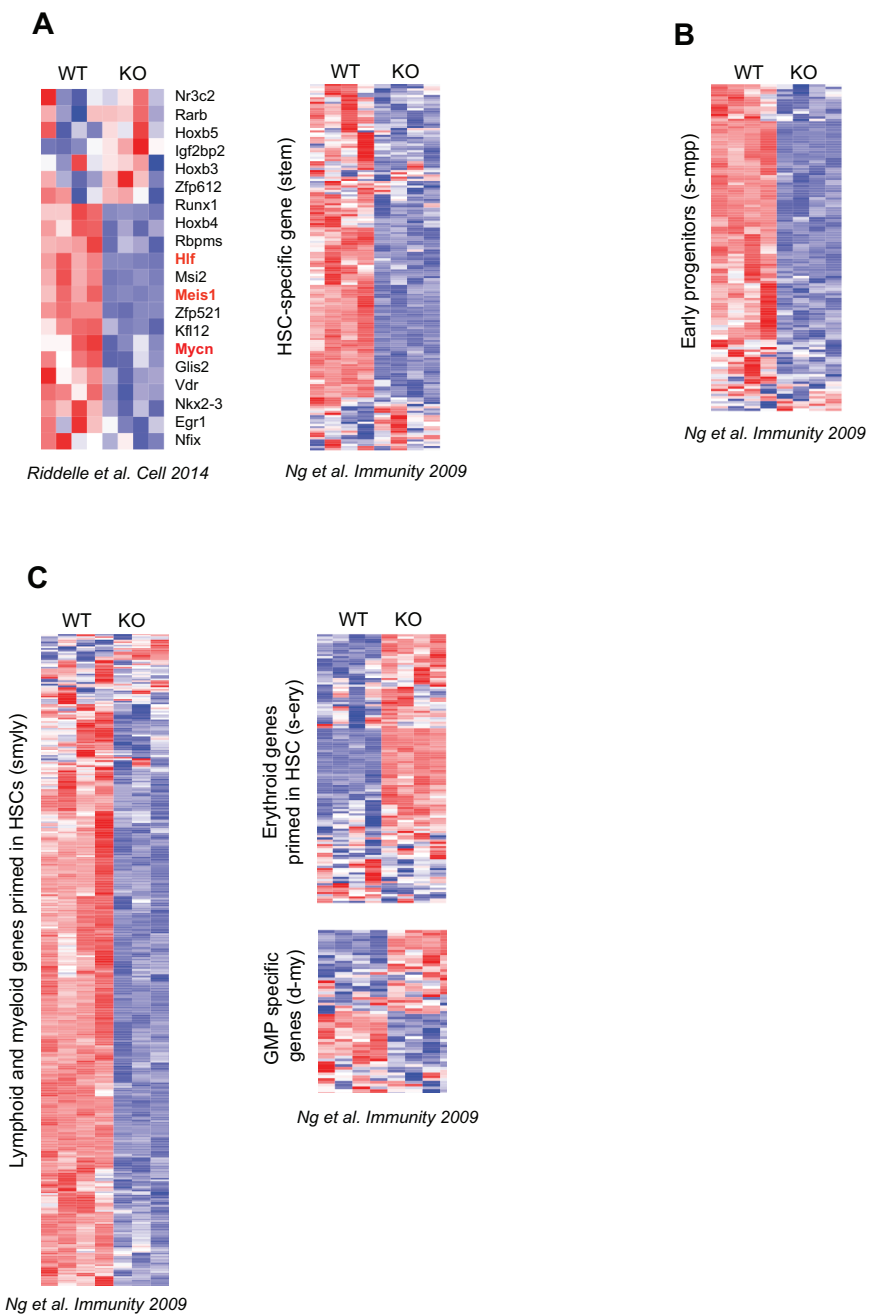 A
WT
KO
Nr3c2
Rarb
Hoxb5
Igf2bp2
Hoxb3
Zfp612
Runx1
Hoxb4
Rbpms
Hlf
Msi2
Meis1
Zfp521
Kfl12
Mycn
Glis2
Vdr
Nkx2-3
Egr1
Nfix
Riddelle et al. Cell 2014
WT
KO
HSC-specific gene (stem)
Ng et al. Immunity 2009
B
WT
KO
Early progenitors (s-mpp)
Ng et al. Immunity 2009
C
WT
KO
Lymphoid and myeloid genes primed in HSCs (smyly)
Ng et al. Immunity 2009
WT
KO
Erythroid genes
primed in HSC (s-ery)
GMP specific
genes (d-my)
Ng et al. Immunity 2009